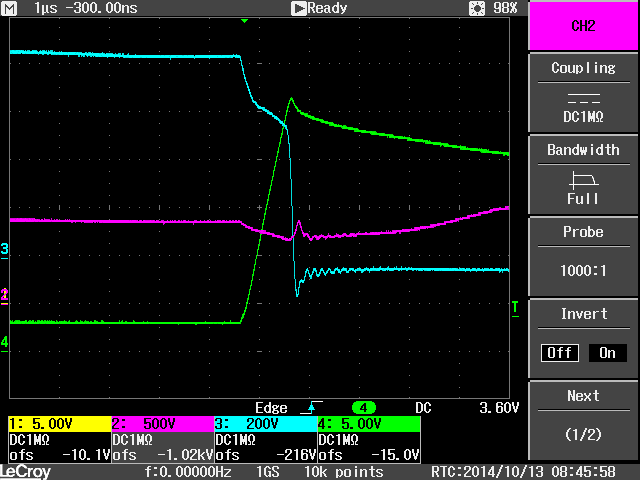 M 1µs -300.00ns Ready 98%
CH2
Coupling
DC1MΩ
Bandwidth
Full
Probe
1000:1
Invert
Off On
Next
(1/2)
3
2
4
T
Edge 4 DC 3.60V
1: 5.00V 2: 500V 3: 200V 4: 5.00V
DC1MΩ DC1MΩ DC1MΩ DC1MΩ
ofs -10.1V ofs -1.02kV ofs -216V ofs -15.0V
LeCroy f:0.00000Hz 1GS 10k points RTC:2014/10/13 08:45:58